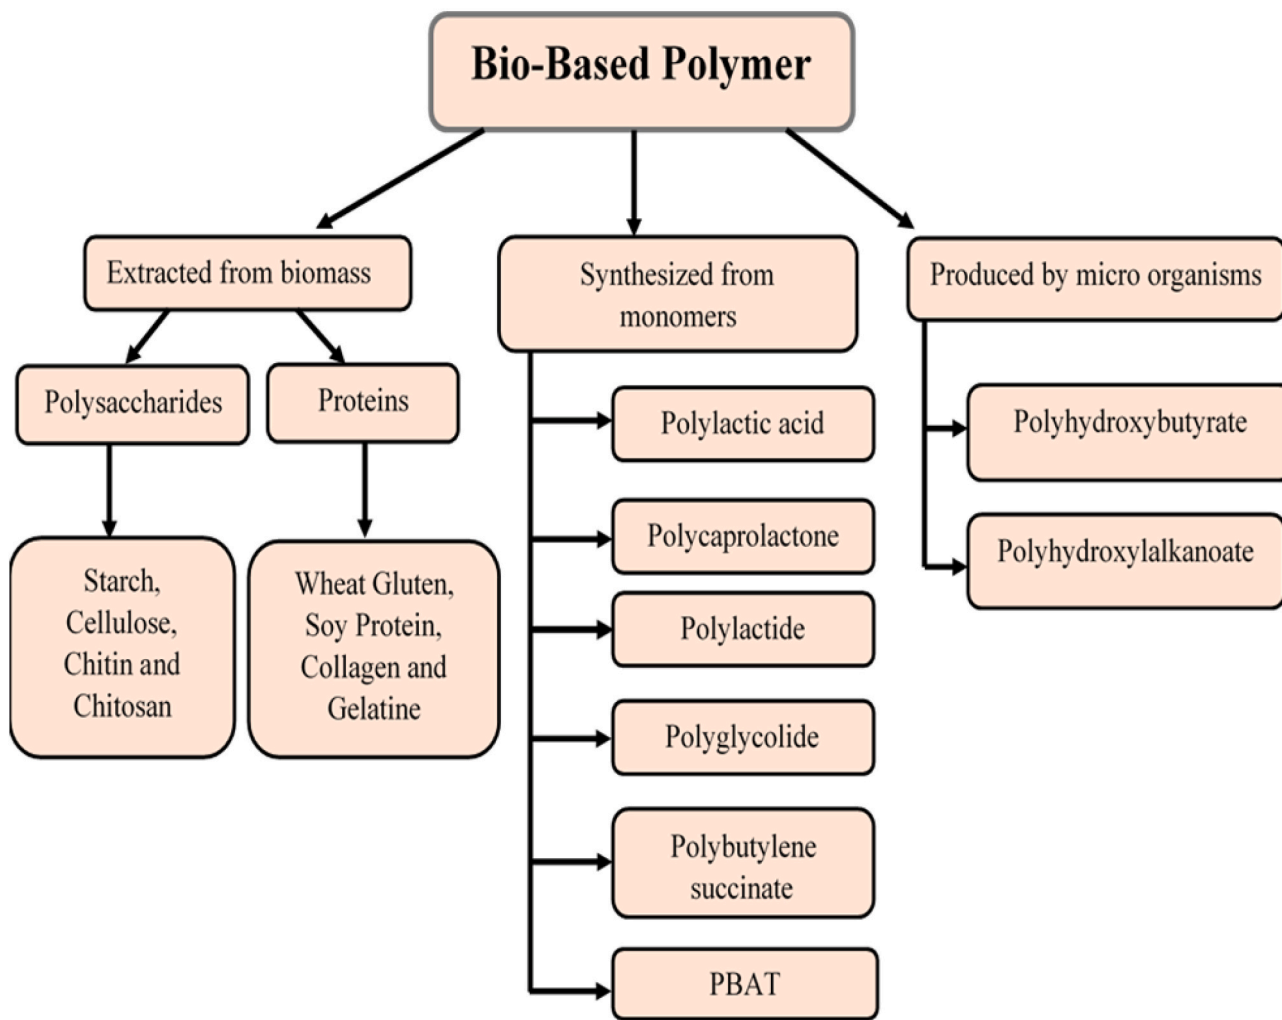 Bio-Based Polymer
Extracted from biomass
Synthesized from
monomers
Produced by micro organisms
Polysaccharides
Proteins
Starch,
Cellulose,
Chitin and
Chitosan
Wheat Gluten,
Soy Protein,
Collagen and
Gelatine
Polylactic acid
Polycaprolactone
Polylactide
Polyglycolide
Polybutylene
succinate
PBAT
Polyhydroxybutyrate
Polyhydroxylalkanoate